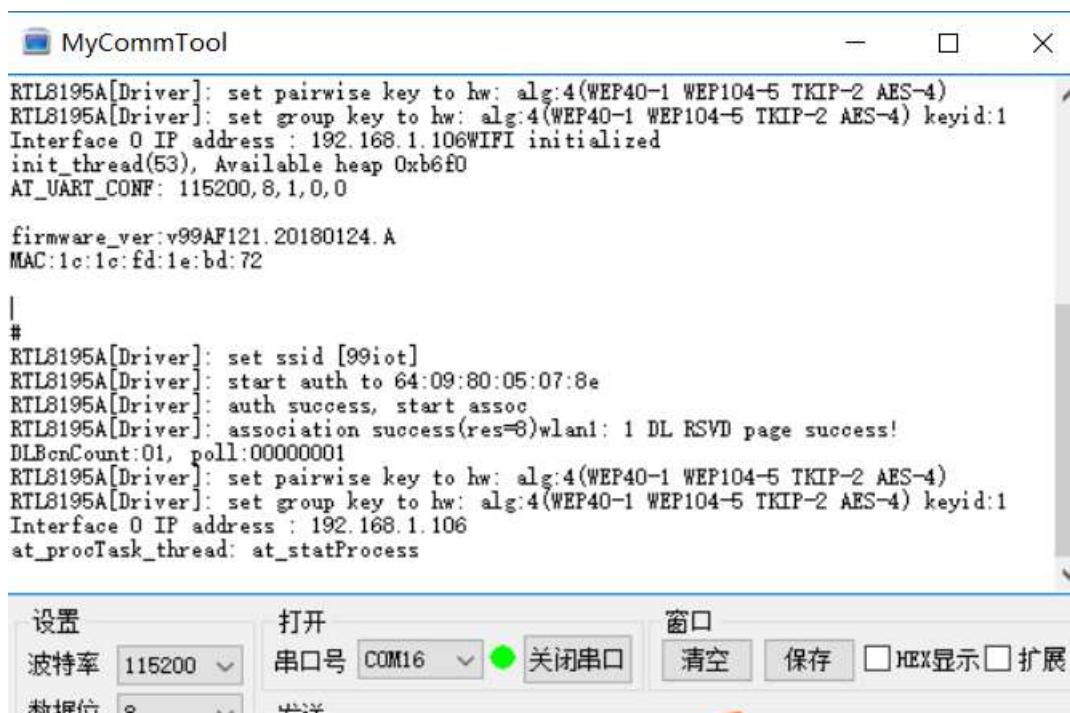 MyCommTool
RTL8195A[Driver]: set pairwise key to hw: alg:4(WEP40-1 WEP104-5 TKIP-2 AES-4)
RTL8195A[Driver]: set group key to hw: alg:4(WEP40-1 WEP104-5 TKIP-2 AES-4) keyid:1
Interface 0 IP address : 192.168.1.106WIFI initialized
init_thread(53), Available heap 0xb6f0
AT_UART_CONF: 115200,8,1,0,0
firmware_ver:v99AF121.20180124.A
MAC:1c:1c:fd:1e:bd:72
#
RTL8195A[Driver]: set ssid [99iot]
RTL8195A[Driver]: start auth to 64:09:80:05:07:8e
RTL8195A[Driver]: auth success, start assoc
RTL8195A[Driver]: association success(res=8)wlan1: 1 DL RSVD page success!
DLBcnCount:01, poll:00000001
RTL8195A[Driver]: set pairwise key to hw: alg:4(WEP40-1 WEP104-5 TKIP-2 AES-4)
RTL8195A[Driver]: set group key to hw: alg:4(WEP40-1 WEP104-5 TKIP-2 AES-4) keyid:1
Interface 0 IP address : 192.168.1.106
at_procTask_thread: at_statProcess
设置 打开 窗口
波特率 115200 串口号 COM16 关闭串口 清空 保存 HEX显示 扩展
数据位 8 发送